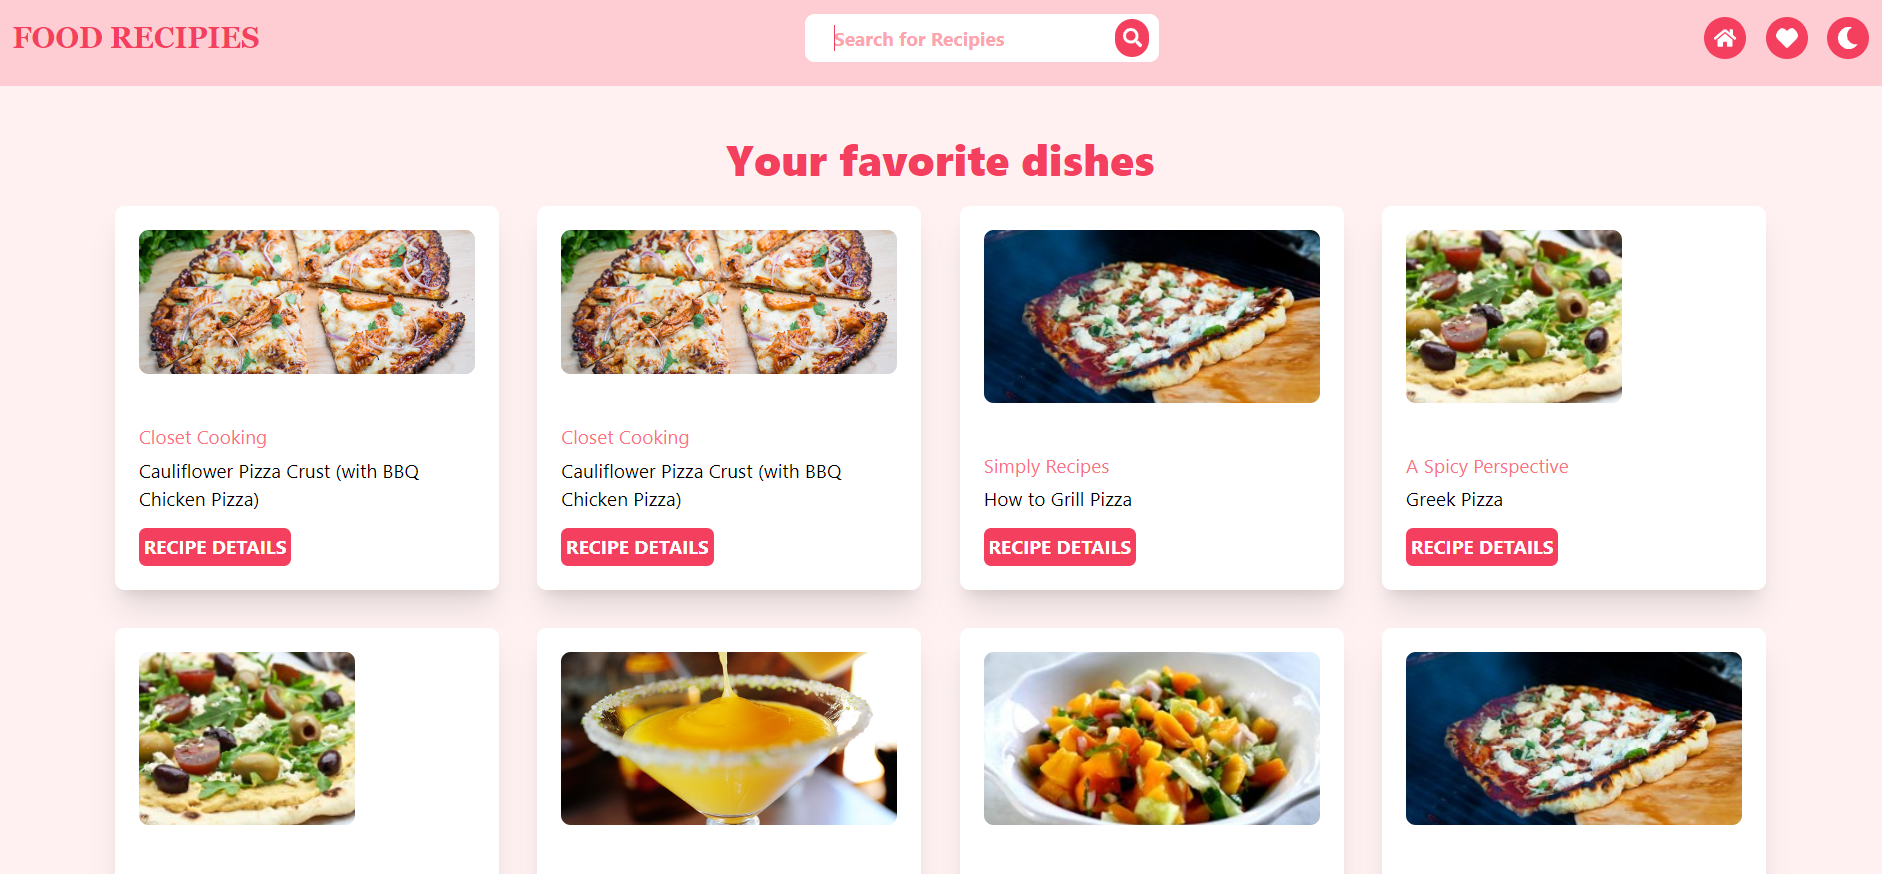 FOOD RECIPIES
Search for Recipies
Your favorite dishes
Closet Cooking
Cauliflower Pizza Crust (with BBQ
Chicken Pizza)
RECIPE DETAILS
Closet Cooking
Cauliflower Pizza Crust (with BBQ
Chicken Pizza)
RECIPE DETAILS
Simply Recipes
How to Grill Pizza
RECIPE DETAILS
A Spicy Perspective
Greek Pizza
RECIPE DETAILS